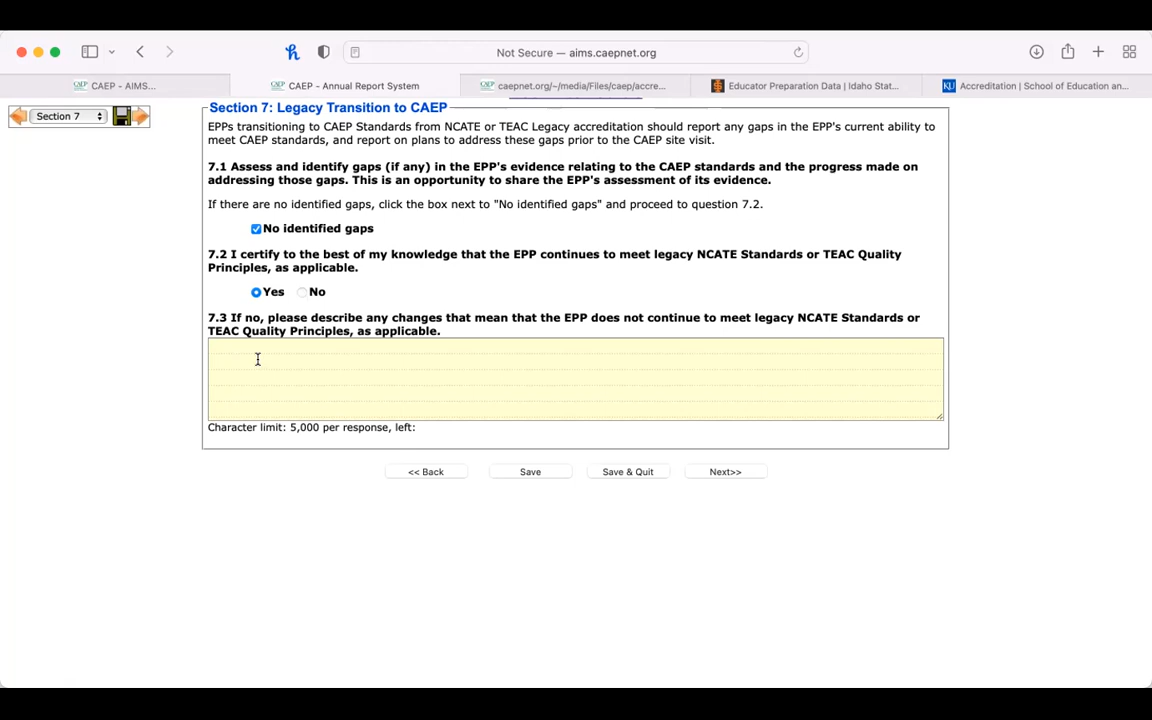 Not Secure — aims.caepnet.org
CAEP - AIMS...
CAEP - Annual Report System
caepnet.org/~/media/Files/caep/accre...
Educator Preparation Data | Idaho Stat...
KU Accreditation | School of Education an...
Section 7
Section 7: Legacy Transition to CAEP
EPPs transitioning to CAEP Standards from NCATE or TEAC Legacy accreditation should report any gaps in the EPP's current ability to
meet CAEP standards, and report on plans to address these gaps prior to the CAEP site visit.
7.1 Assess and identify gaps (if any) in the EPP's evidence relating to the CAEP standards and the progress made on
addressing those gaps. This is an opportunity to share the EPP's assessment of its evidence.
If there are no identified gaps, click the box next to "No identified gaps" and proceed to question 7.2.
No identified gaps
7.2 I certify to the best of my knowledge that the EPP continues to meet legacy NCATE Standards or TEAC Quality
Principles, as applicable.
Yes No
7.3 If no, please describe any changes that mean that the EPP does not continue to meet legacy NCATE Standards or
TEAC Quality Principles, as applicable.
Character limit: 5,000 per response, left:
<< Back Save Save & Quit Next>>